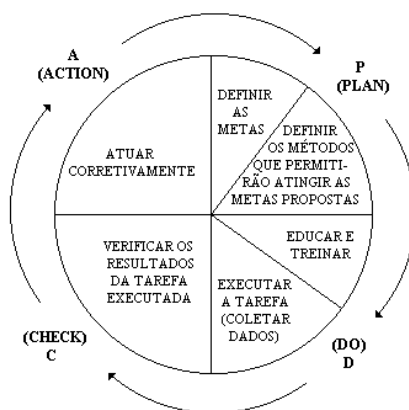 A
(ACTION)
P
(PLAN)
DEFINIR
AS
METAS
DEFINIR
OS MÉTODOS
QUE PERMITI-
RÃO ATINGIR AS
METAS PROPOSTAS
ATUAR
CORRETIVAMENTE
EDUCAR E
TREINAR
VERIFICAR OS
RESULTADOS
DA TAREFA
EXECUTADA
EXECUTAR
A TAREFA
(COLETAR
DADOS)
(CHECK)
C
(DO)
D